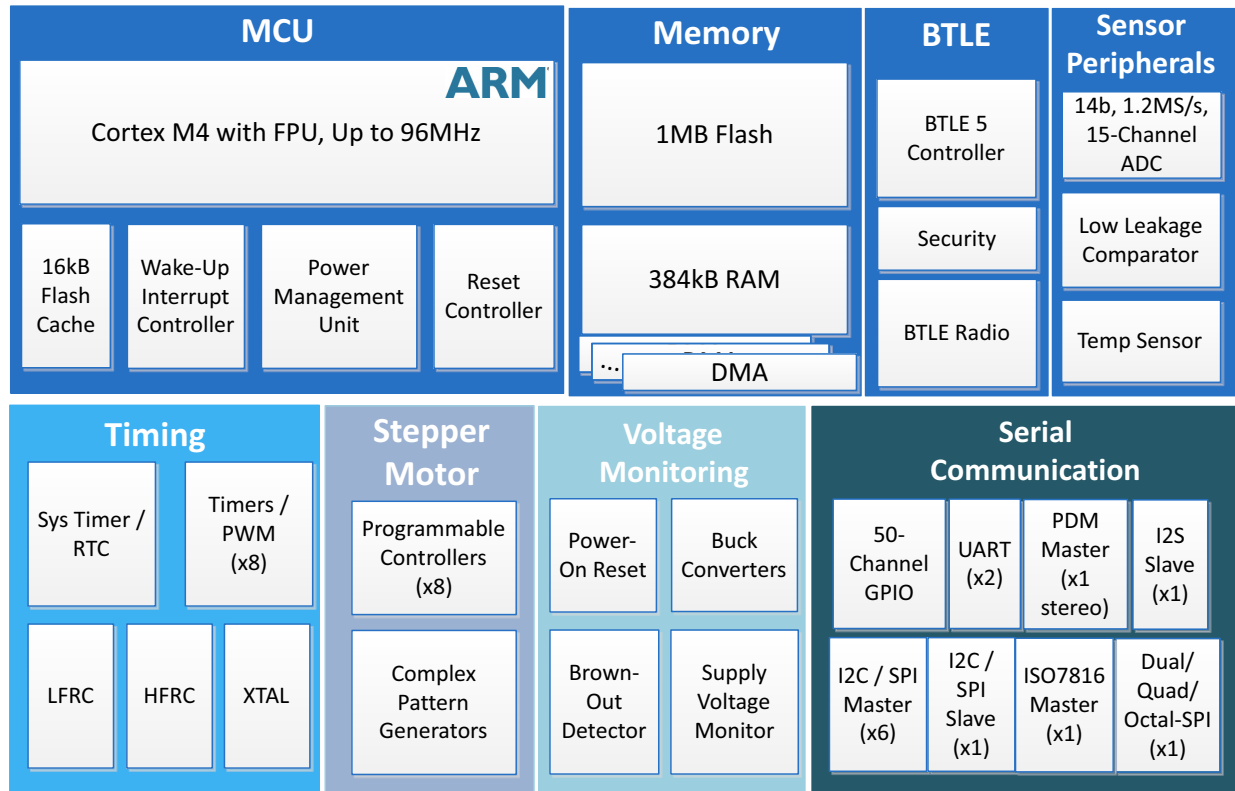 MCU
ARM
Cortex M4 with FPU, Up to 96MHz
16kB
Flash
Cache
Wake-Up
Interrupt
Controller
Power
Management
Unit
Reset
Controller
Memory
1MB Flash
384kB RAM
...
DMA
BTLE
BTLE 5
Controller
Security
BTLE Radio
Sensor
Peripherals
14b, 1.2MS/s,
15-Channel
ADC
Low Leakage
Comparator
Temp Sensor
Timing
Sys Timer /
RTC
Timers /
PWM
(x8)
LFRC
HFRC
XTAL
Stepper
Motor
Programmable
Controllers
(x8)
Complex
Pattern
Generators
Voltage
Monitoring
Power-
On Reset
Buck
Converters
Brown-
Out
Detector
Supply
Voltage
Monitor
Serial
Communication
50-
Channel
GPIO
UART
(x2)
PDM
Master
(x1
stereo)
I2S
Slave
(x1)
I2C / SPI
Master
(x6)
I2C /
SPI
Slave
(x1)
ISO7816
Master
(x1)
Dual/
Quad/
Octal-SPI
(x1)